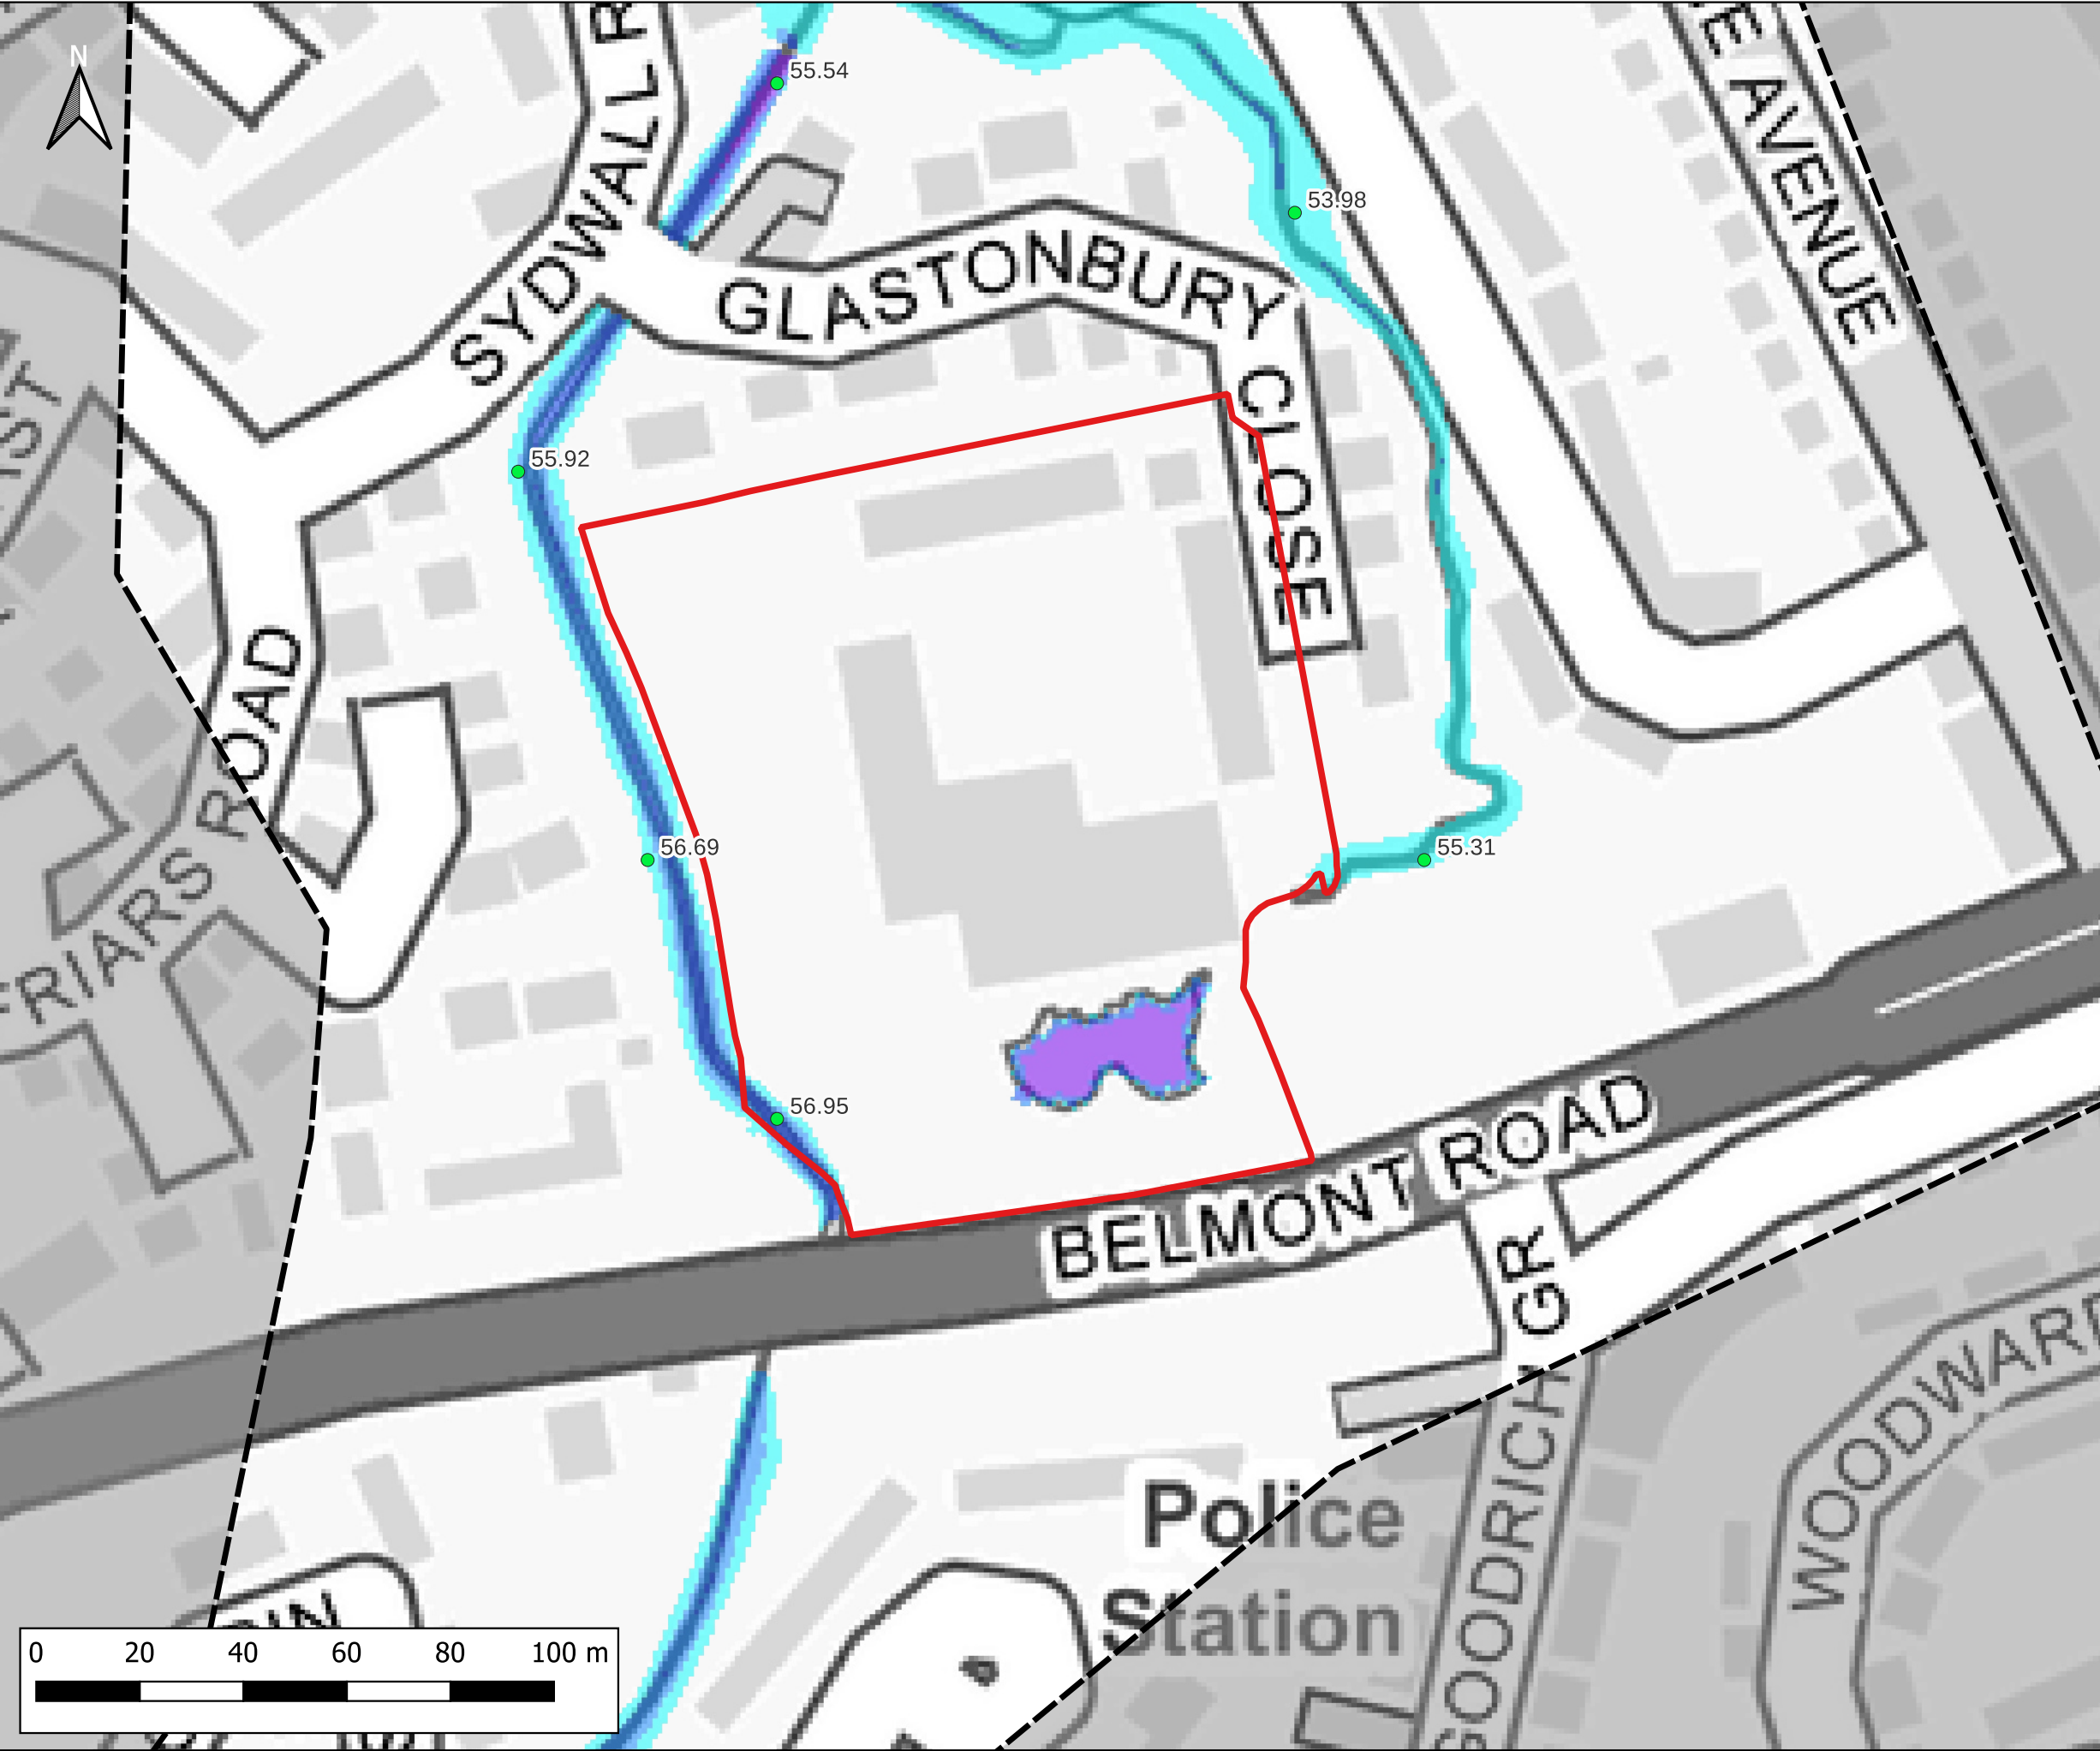 N
SYDWALL R
55.54
53.98
E AVENUE
GLASTONBURY
CLOSE
55.92
FRIARS ROAD
56.69
55.31
56.95
BELMONT ROAD
GR
GOODRICH
WOODWARD
Police
Station
0 20 40 60 80 100 m